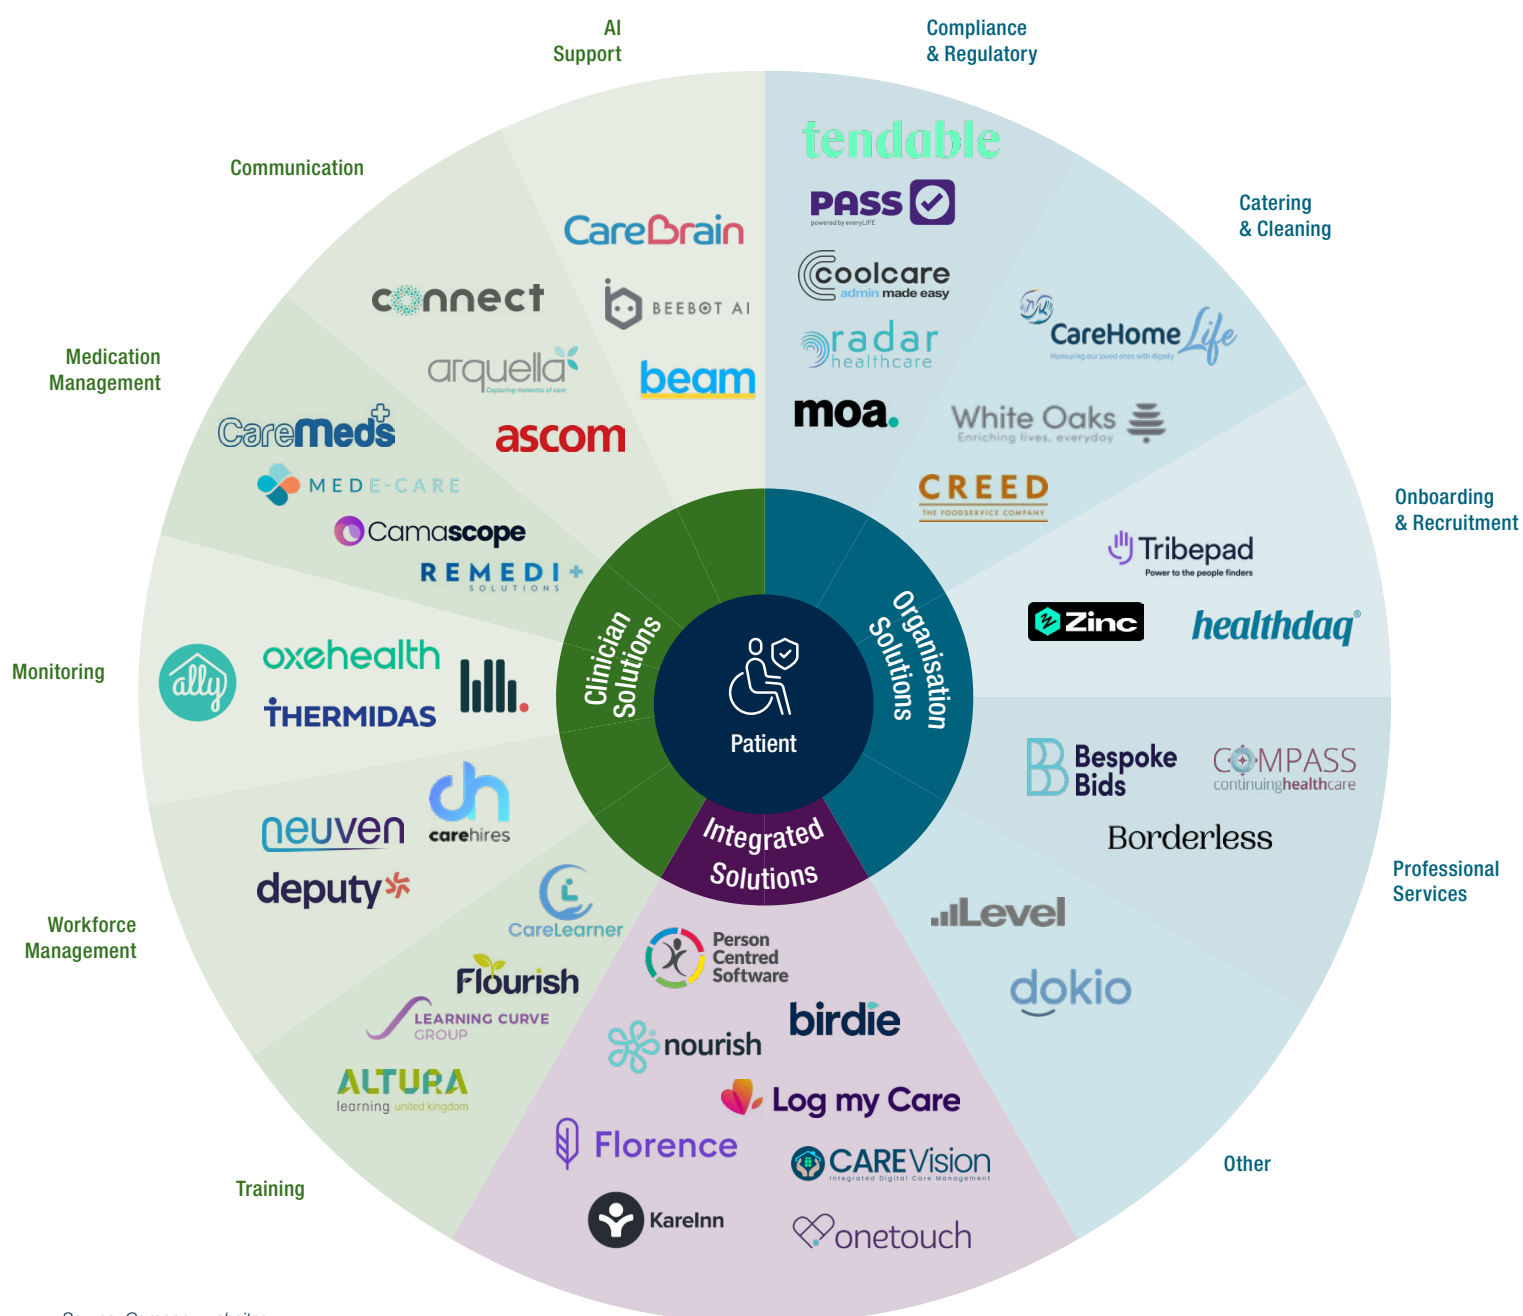 AI
Support
Compliance
& Regulatory
Communication
Catering
& Cleaning
Medication
Management
Onboarding
& Recruitment
Monitoring
Professional
Services
Workforce
Management
Other
Training
tendable
PASS
powered by everyLIFE
coolcare
admin made easy
radar
healthcare
moa.
CareHome Life
Honouring our loved ones with dignity
White Oaks
Enriching lives, everyday
CREED
THE FOODSERVICE COMPANY
Tribepad
Power to the people finders
Zinc
healthdaq®
Bespoke
Bids
COMPASS
continuinghealthcare
Borderless
Level
dokio
CareBrain
BEEBOT AI
beam
connect
arquella
Capturing moments of care
ascom
CareMeds
MEDE-CARE
Camascope
REMEDI+
SOLUTIONS
ally
oxehealth
THERMIDAS
neuven
ch
carehires
deputy
CareLearner
Flourish
LEARNING CURVE
GROUP
ALTURA
learning united kingdom
Clinician
Solutions
Organisation
Solutions
Patient
Integrated
Solutions
Person
Centred
Software
birdie
nourish
Log my Care
Florence
CAREVision
Integrated Digital Care Management
KareInn
onetouch